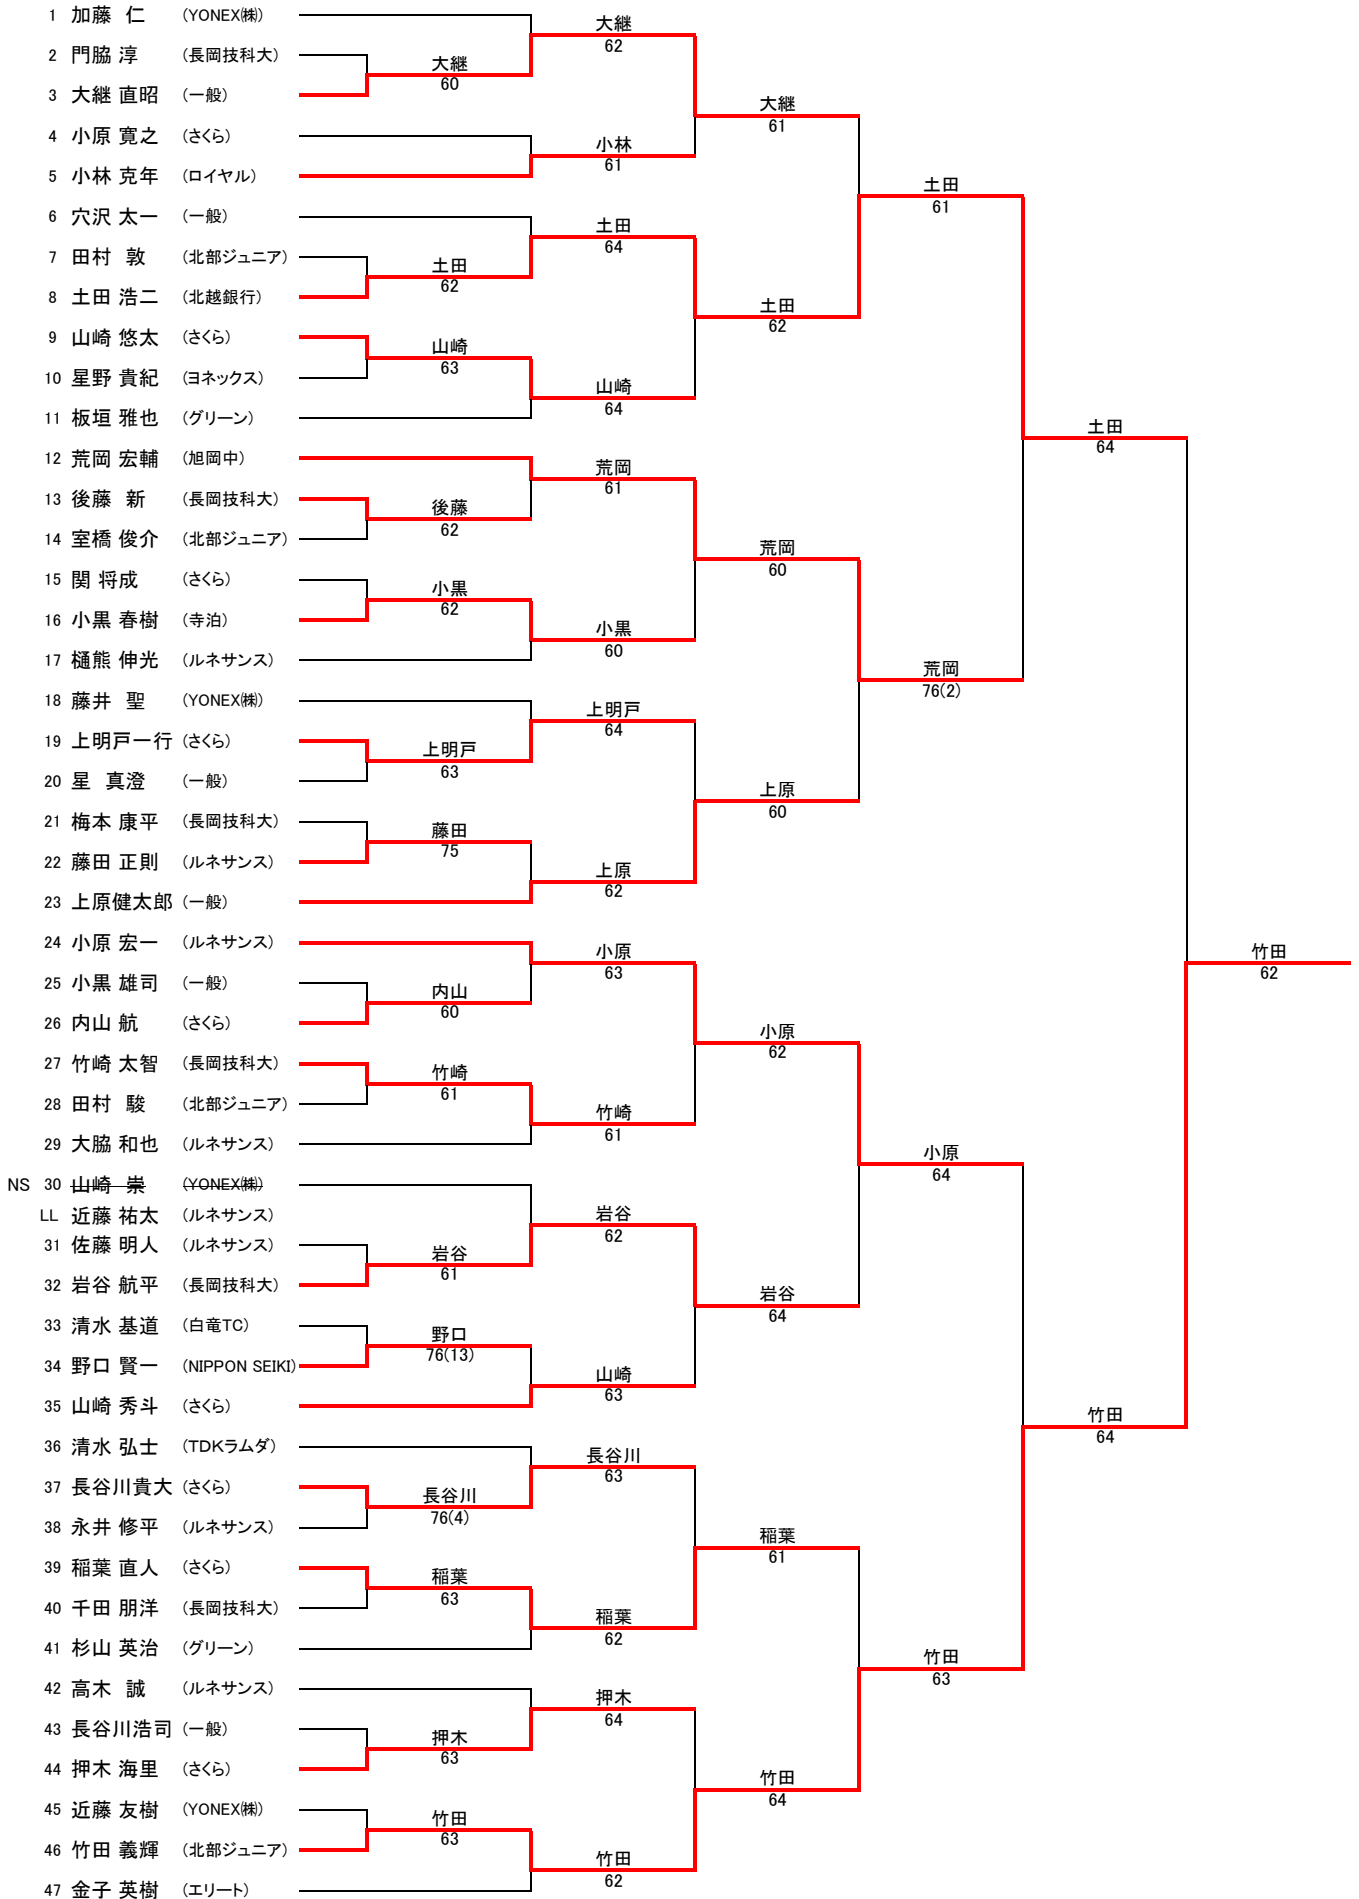 1 加藤 仁 (YONEX㈱)
2 門脇 淳 (長岡技科大)
3 大継 直昭 (一般)
4 小原 寛之 (さくら)
5 小林 克年 (ロイヤル)
6 穴沢 太一 (一般)
7 田村 敦 (北部ジュニア)
8 土田 浩二 (北越銀行)
9 山崎 悠太 (さくら)
10 星野 貴紀 (ヨネックス)
11 板垣 雅也 (グリーン)
12 荒岡 宏輔 (旭岡中)
13 後藤 新 (長岡技科大)
14 室橋 俊介 (北部ジュニア)
15 関 将成 (さくら)
16 小黒 春樹 (寺泊)
17 樋熊 伸光 (ルネサンス)
18 藤井 聖 (YONEX㈱)
19 上明戸一行 (さくら)
20 星 真澄 (一般)
21 梅本 康平 (長岡技科大)
22 藤田 正則 (ルネサンス)
23 上原健太郎 (一般)
24 小原 宏一 (ルネサンス)
25 小黒 雄司 (一般)
26 内山 航 (さくら)
27 竹崎 太智 (長岡技科大)
28 田村 駿 (北部ジュニア)
29 大脇 和也 (ルネサンス)
NS 30 山崎 崇 (YONEX㈱)
LL 近藤 祐太 (ルネサンス)
31 佐藤 明人 (ルネサンス)
32 岩谷 航平 (長岡技科大)
33 清水 基道 (白竜TC)
34 野口 賢一 (NIPPON SEIKI)
35 山崎 秀斗 (さくら)
36 清水 弘士 (TDKラムダ)
37 長谷川貴大 (さくら)
38 永井 修平 (ルネサンス)
39 稲葉 直人 (さくら)
40 千田 朋洋 (長岡技科大)
41 杉山 英治 (グリーン)
42 高木 誠 (ルネサンス)
43 長谷川浩司 (一般)
44 押木 海里 (さくら)
45 近藤 友樹 (YONEX㈱)
46 竹田 義輝 (北部ジュニア)
47 金子 英樹 (エリート)
大継
60
土田
62
山崎
63
後藤
62
小黒
62
上明戸
63
藤田
75
内山
60
竹崎
61
岩谷
61
野口
76(13)
長谷川
76(4)
稲葉
63
押木
63
竹田
63
大継
62
小林
61
土田
64
山崎
64
荒岡
61
小黒
60
上明戸
64
上原
62
小原
63
竹崎
61
岩谷
62
山崎
63
長谷川
63
稲葉
62
押木
64
竹田
62
大継
61
土田
62
荒岡
60
上原
60
小原
62
岩谷
64
稲葉
61
竹田
64
土田
61
荒岡
76(2)
小原
64
竹田
63
土田
64
竹田
64
竹田
62